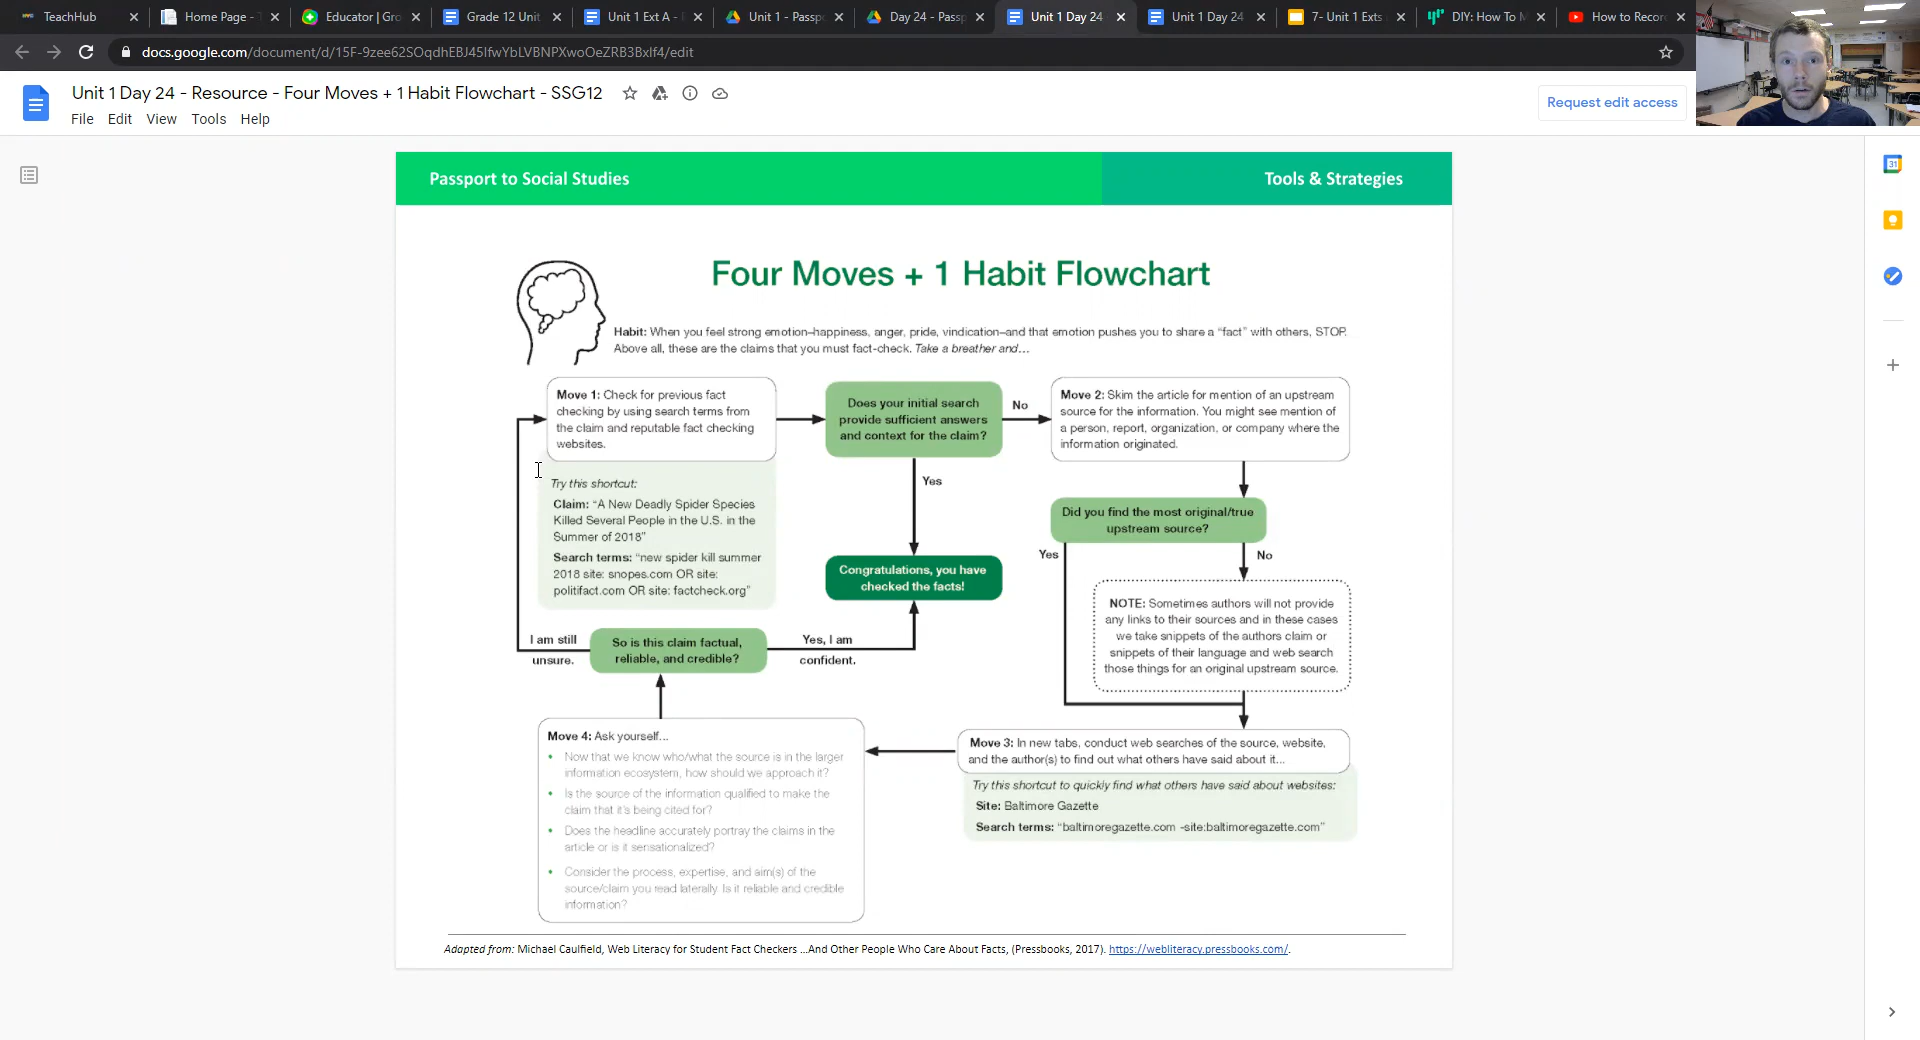 TeachHub
Home Page -
Educator | Gro
Grade 12 Unit
Unit 1 Ext A -
Unit 1 - Passp
Day 24 - Passp
Unit 1 Day 24
Unit 1 Day 24
7- Unit 1 Exts
DIY: How To M
How to Recor
docs.google.com/document/d/15F-9zee62SOqdhEBJ45lfwYbLVBNPXwoOeZRB3Bxlf4/edit
Unit 1 Day 24 - Resource - Four Moves + 1 Habit Flowchart - SSG12
File Edit View Tools Help
Request edit access
31
Passport to Social Studies
Tools & Strategies
Four Moves + 1 Habit Flowchart
Habit: When you feel strong emotion–happiness, anger, pride, vindication–and that emotion pushes you to share a “fact” with others, STOP.
Above all, these are the claims that you must fact-check. Take a breather and…
Move 1: Check for previous fact
checking by using search terms from
the claim and reputable fact checking
websites.
Try this shortcut:
Claim: “A New Deadly Spider Species
Killed Several People in the U.S. in the
Summer of 2018”
Search terms: “new spider kill summer
2018 site: snopes.com OR site:
politifact.com OR site: factcheck.org”
Does your initial search
provide sufficient answers
and context for the claim?
No
Yes
Move 2: Skim the article for mention of an upstream
source for the information. You might see mention of
a person, report, organization, or company where the
information originated.
Did you find the most original/true
upstream source?
Yes
No
NOTE: Sometimes authors will not provide
any links to their sources and in these cases
we take snippets of the authors claim or
snippets of their language and web search
those things for an original upstream source.
Congratulations, you have
checked the facts!
I am still
unsure.
So is this claim factual,
reliable, and credible?
Yes, I am
confident.
Move 3: In new tabs, conduct web searches of the source, website,
and the author(s) to find out what others have said about it...
Try this shortcut to quickly find what others have said about websites:
Site: Baltimore Gazette
Search terms: “baltimoregazette.com -site:baltimoregazette.com”
Move 4: Ask yourself...
• Now that we know who/what the source is in the larger
information ecosystem, how should we approach it?
• Is the source of the information qualified to make the
claim that it's being cited for?
• Does the headline accurately portray the claims in the
article or is it sensationalized?
• Consider the process, expertise, and aim(s) of the
source/claim you read laterally. Is it reliable and credible
information?
Adapted from: Michael Caulfield, Web Literacy for Student Fact Checkers ...And Other People Who Care About Facts, (Pressbooks, 2017). https://webliteracy.pressbooks.com/.